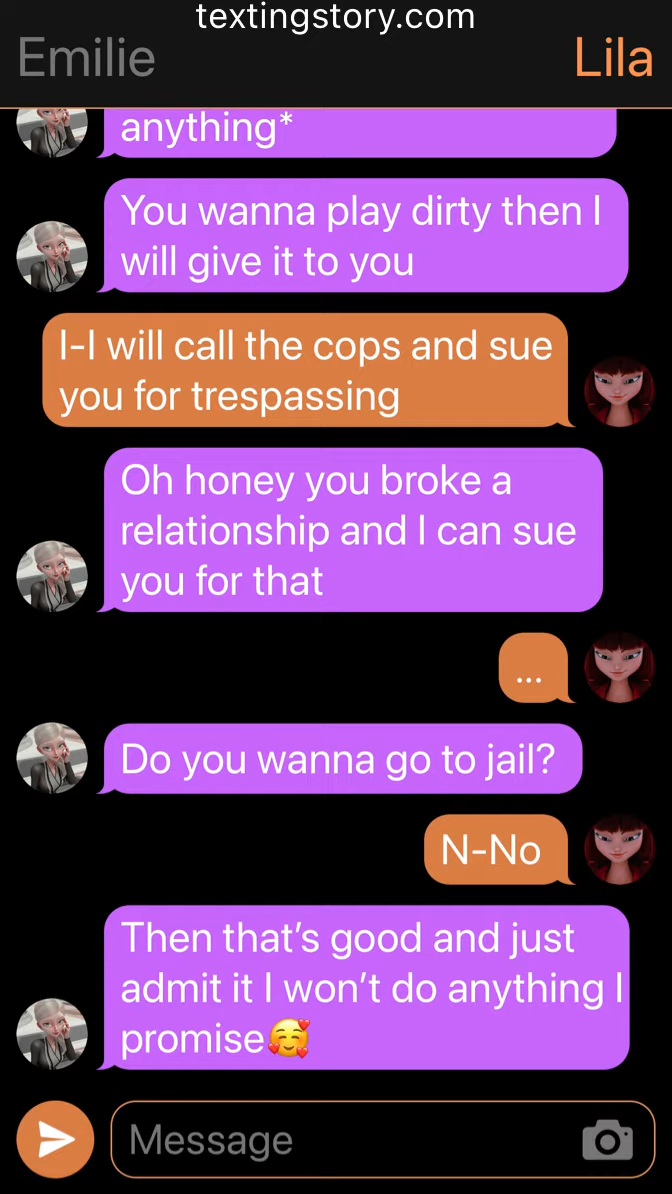 textingstory.com
Emilie
Lila
anything*
You wanna play dirty then I
will give it to you
I-I will call the cops and sue
you for trespassing
Oh honey you broke a
relationship and I can sue
you for that
...
Do you wanna go to jail?
N-No
Then that’s good and just
admit it I won’t do anything I
promise🥰
Message